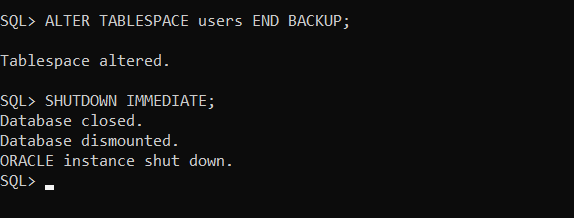 SQL> ALTER TABLESPACE users END BACKUP;
Tablespace altered.
SQL> SHUTDOWN IMMEDIATE;
Database closed.
Database dismounted.
ORACLE instance shut down.
SQL>